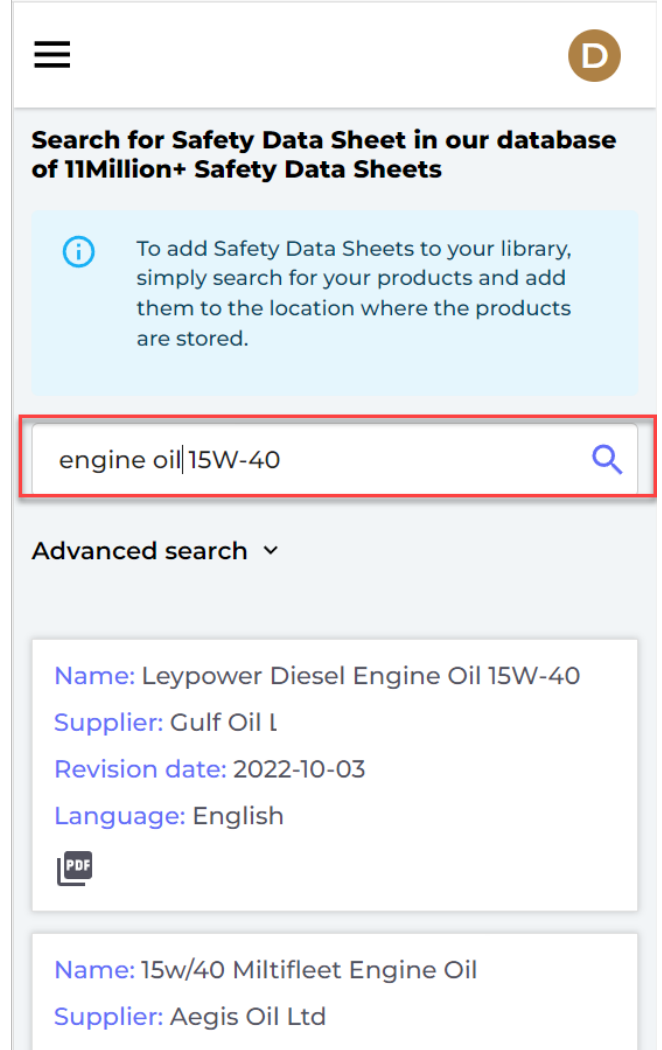 D
Search for Safety Data Sheet in our database
of 11Million+ Safety Data Sheets
To add Safety Data Sheets to your library,
simply search for your products and add
them to the location where the products
are stored.
engine oil 15W-40
Advanced search
Name: Leypower Diesel Engine Oil 15W-40
Supplier: Gulf Oil
Revision date: 2022-10-03
Language: English
PDF
Name: 15w/40 Miltifleet Engine Oil
Supplier: Aegis Oil Ltd